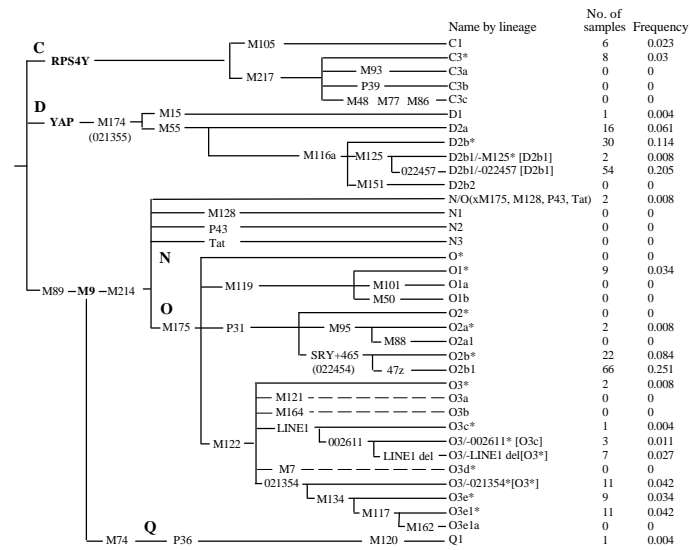 No. of
Name by lineage samples Frequency
M105 C1 6 0.023
C
RPS4Y C3* 8 0.03
M93 C3a 0 0
M217
P39 C3b 0 0
M48 M77 M86 C3c 0 0
D
M15 D1 1 0.004
YAP M174
(021355)
M55 D2a 16 0.061
D2b* 30 0.114
M116a M125 D2b1/-M125* [D2b1] 2 0.008
022457 D2b1/-022457 [D2b1] 54 0.205
M151 D2b2 0 0
N/O(xM175, M128, P43, Tat) 2 0.008
M128 N1 0 0
P43 N2 0 0
Tat N3 0 0
N
O* 0 0
O1* 9 0.034
M119 M101 O1a 0 0
M89 M9 M214
M50 O1b 0 0
O
O2* 0 0
M175 P31 M95 O2a* 2 0.008
M88 O2a1 0 0
SRY+465 O2b* 22 0.084
(022454) 47z O2b1 66 0.251
O3* 2 0.008
M121 O3a 0 0
M164 O3b 0 0
LINE1 O3c* 1 0.004
M122 002611 O3/-002611* [O3c] 3 0.011
LINE1 del O3/-LINE1 del[O3*] 7 0.027
M7 O3d* 0 0
021354 O3/-021354*[O3*] 11 0.042
M134 O3e* 9 0.034
M117 O3e1* 11 0.042
M162 O3e1a 0 0
Q
M74 P36 M120 Q1 1 0.004